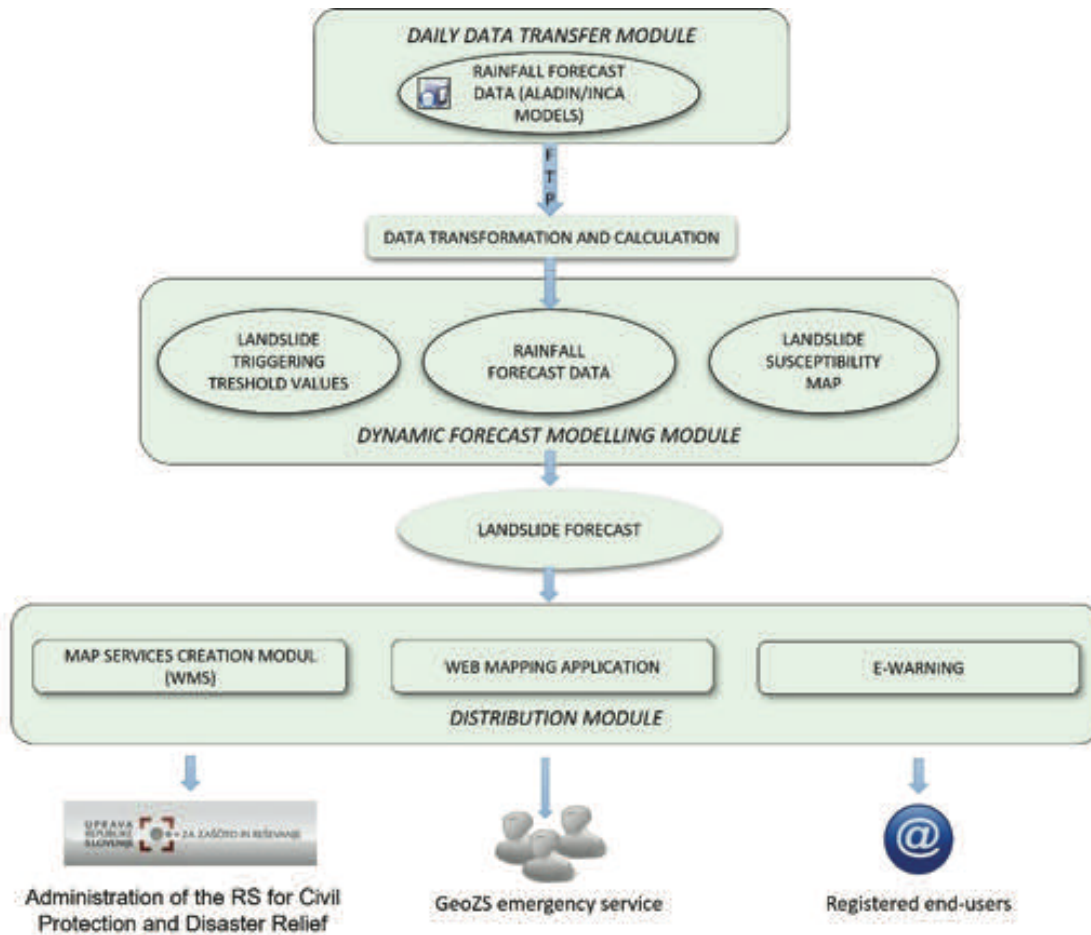 DAILY DATA TRANSFER MODULE
RAINFALL FORECAST
DATA (ALADIN/INCA
MODELS)
FTP
DATA TRANSFORMATION AND CALCULATION
LANDSLIDE
TRIGGERING
TRESHOLD VALUES
RAINFALL
FORECAST DATA
LANDSLIDE
SUSCEPTIBILITY
MAP
DYNAMIC FORECAST MODELLING MODULE
LANDSLIDE FORECAST
MAP SERVICES CREATION MODUL
(WMS)
WEB MAPPING APPLICATION
E-WARNING
DISTRIBUTION MODULE
UPRAVA
REPUBLIKE
SLOVENIJE
ZA ZAŠČITO IN REŠEVANJE
@
Administration of the RS for Civil
Protection and Disaster Relief
GeoZS emergency service
Registered end-users